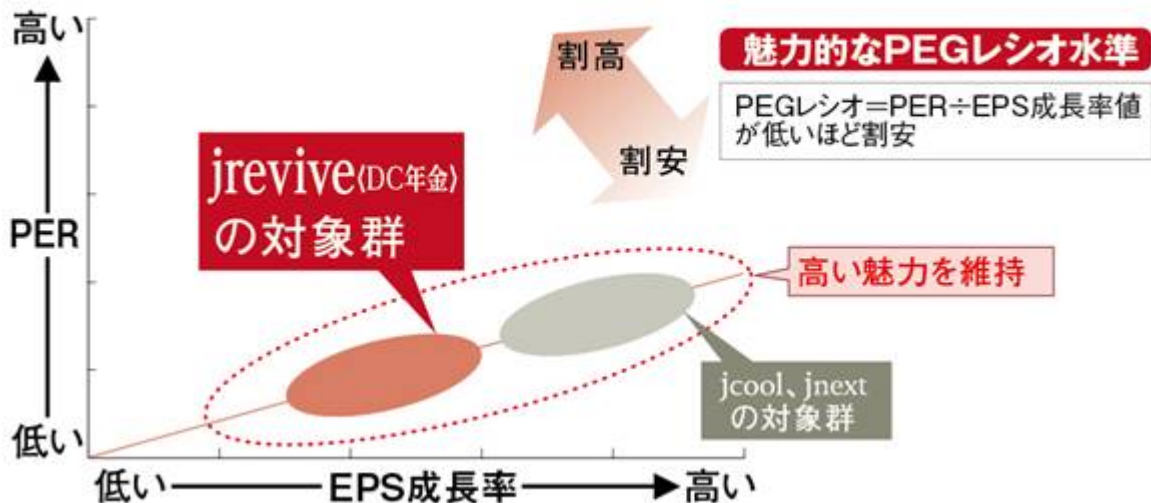 高い
PER
低い
低い
EPS成長率
高い
割高
割安
魅力的なPEGレシオ水準
PEGレシオ=PER÷EPS成長率値
が低いほど割安
jrevive〈DC年金〉
の対象群
高い魅力を維持
jcool、jnext
の対象群